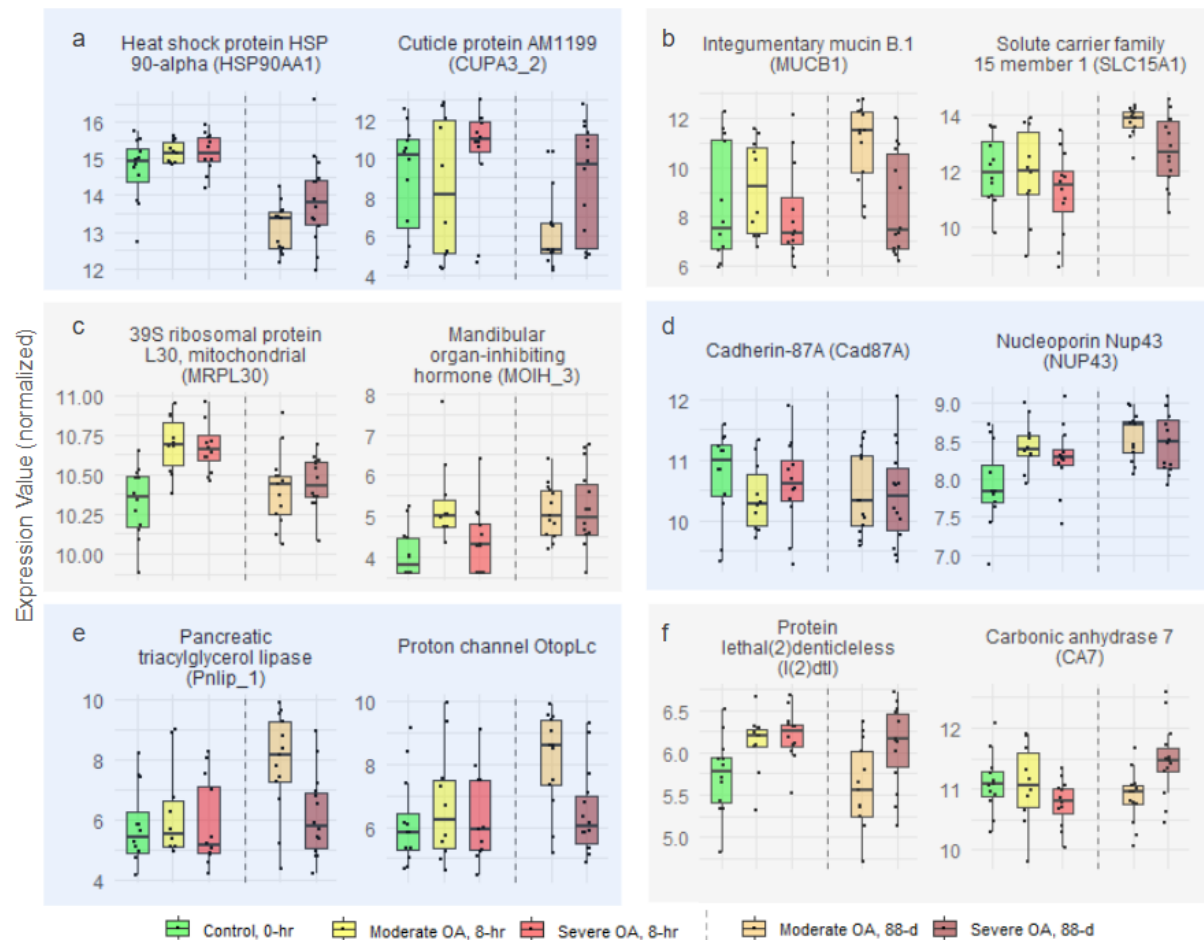 a
Heat shock protein HSP
90-alpha (HSP90AA1)
16
15
14
13
12
Cuticle protein AM1199
(CUPA3_2)
12
10
8
6
4
b
Integumentary mucin B.1
(MUCB1)
12
10
8
6
Solute carrier family
15 member 1 (SLC15A1)
14
12
10
Expression Value (normalized)
c
39S ribosomal protein
L30, mitochondrial
(MRPL30)
11.00
10.75
10.50
10.25
10.00
Mandibular
organ-inhibiting
hormone (MOIH_3)
8
7
6
5
4
d
Cadherin-87A (Cad87A)
12
11
10
Nucleoporin Nup43
(NUP43)
9.0
8.5
8.0
7.5
7.0
e
Pancreatic
triacylglycerol lipase
(Pnlip_1)
10
8
6
4
Proton channel OtopLc
10
8
6
f
Protein
lethal(2)denticleless
(l(2)dtl)
6.5
6.0
5.5
5.0
Carbonic anhydrase 7
(CA7)
12
11
10
Control, 0-hr
Moderate OA, 8-hr
Severe OA, 8-hr
Moderate OA, 88-d
Severe OA, 88-d